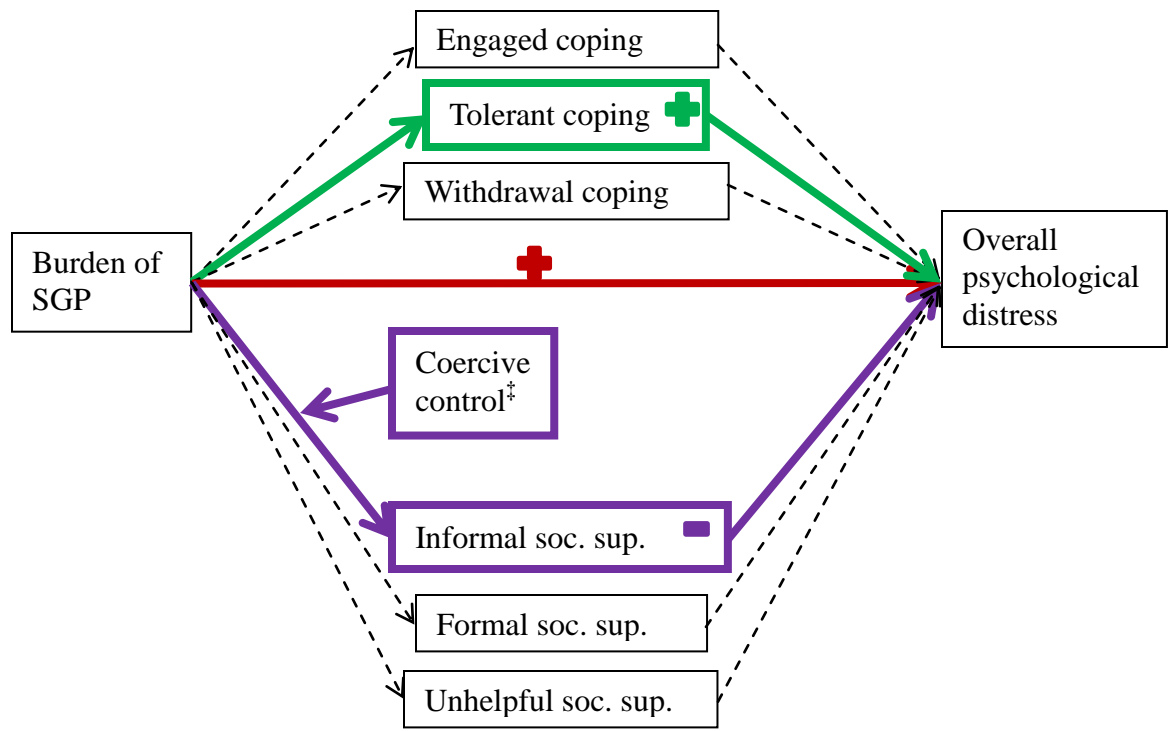 Engaged coping
Tolerant coping
Withdrawal coping
Burden of
SGP
Overall
psychological
distress
Coercive
control‡
Informal soc. sup.
Formal soc. sup.
Unhelpful soc. sup.